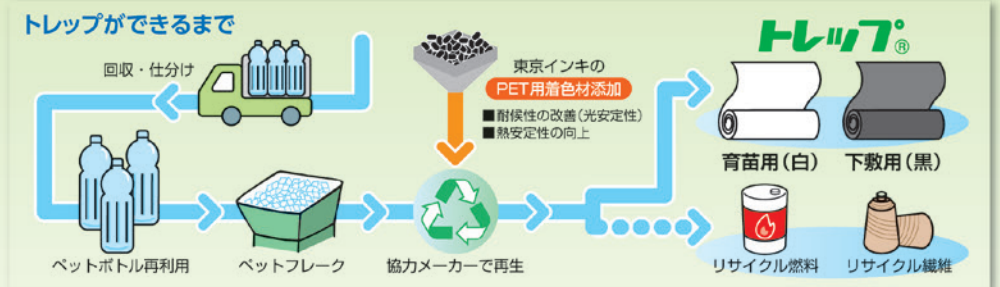 トレップができるまで
回収・仕分け
東京インキの
PET用着色材添加
■耐候性の改善(光安定性)
■熱安定性の向上
トレップ®
育苗用(白)
下敷用(黒)
ペットボトル再利用
ペットフレーク
協力メーカーで再生
リサイクル燃料
リサイクル繊維